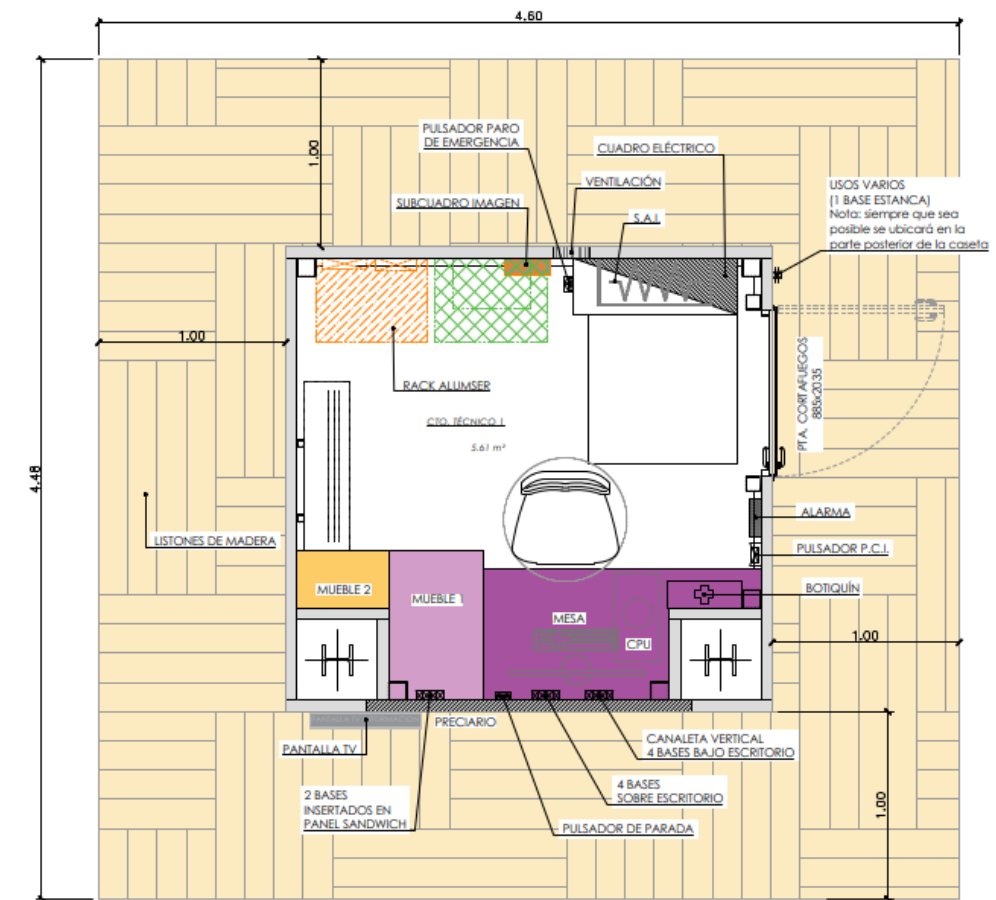 4.60
PULSADOR PARO
DE EMERGENCIA
1.00
CUADRO ELÉCTRICO
VENTILACIÓN
USOS VARIOS
(1 BASE ESTANCA)
Nota: siempre que sea
posible se ubicará en la
parte posterior de la caseta
SUBCUADRO IMAGEN
S.A.I.
1.00
PTA. CORTAFUEGOS
885x2035
RACK ALUMSER
CTO. TÉCNICO 1
5.61 m²
4.48
LISTONES DE MADERA
ALARMA
PULSADOR P.C.I.
MUEBLE 2
MUEBLE 1
BOTIQUÍN
MESA
CPU
1.00
PRECIARIO
PANTALLA TV
CANALETA VERTICAL
4 BASES BAJO ESCRITORIO
2 BASES
INSERTADOS EN
PANEL SANDWICH
4 BASES
SOBRE ESCRITORIO
PULSADOR DE PARADA
1.00